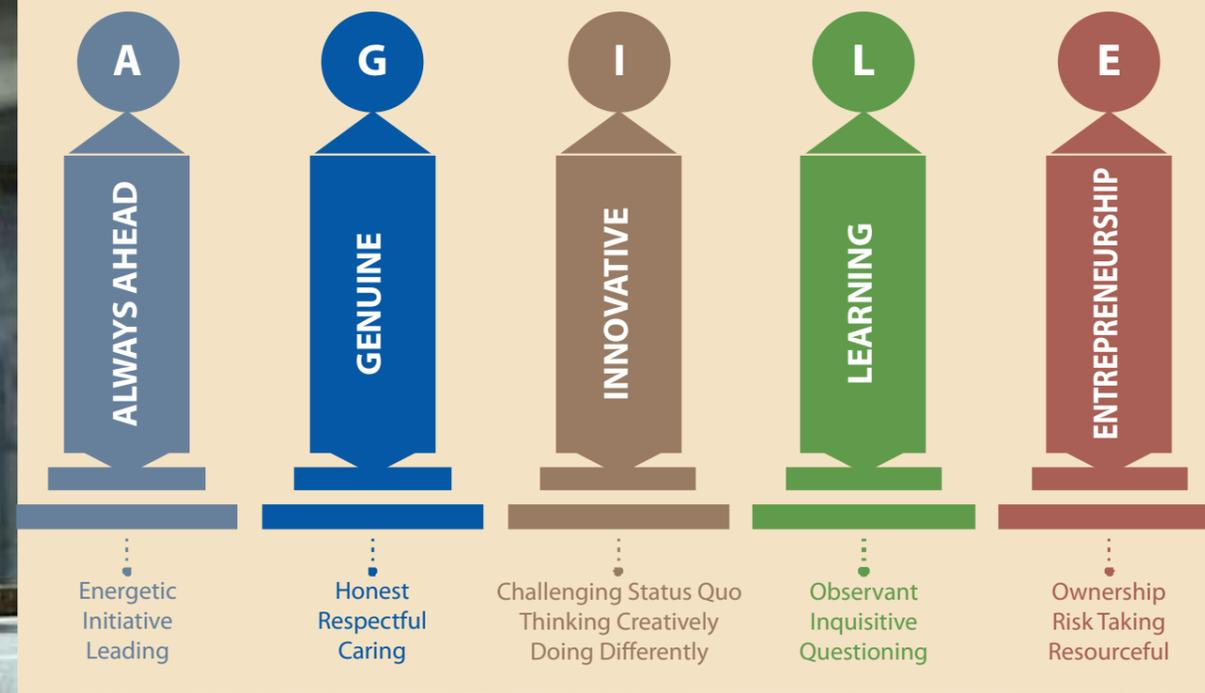 A
ALWAYS AHEAD
Energetic
Initiative
Leading
G
GENUINE
Honest
Respectful
Caring
I
INNOVATIVE
Challenging Status Quo
Thinking Creatively
Doing Differently
L
LEARNING
Observant
Inquisitive
Questioning
E
ENTREPRENEURSHIP
Ownership
Risk Taking
Resourceful